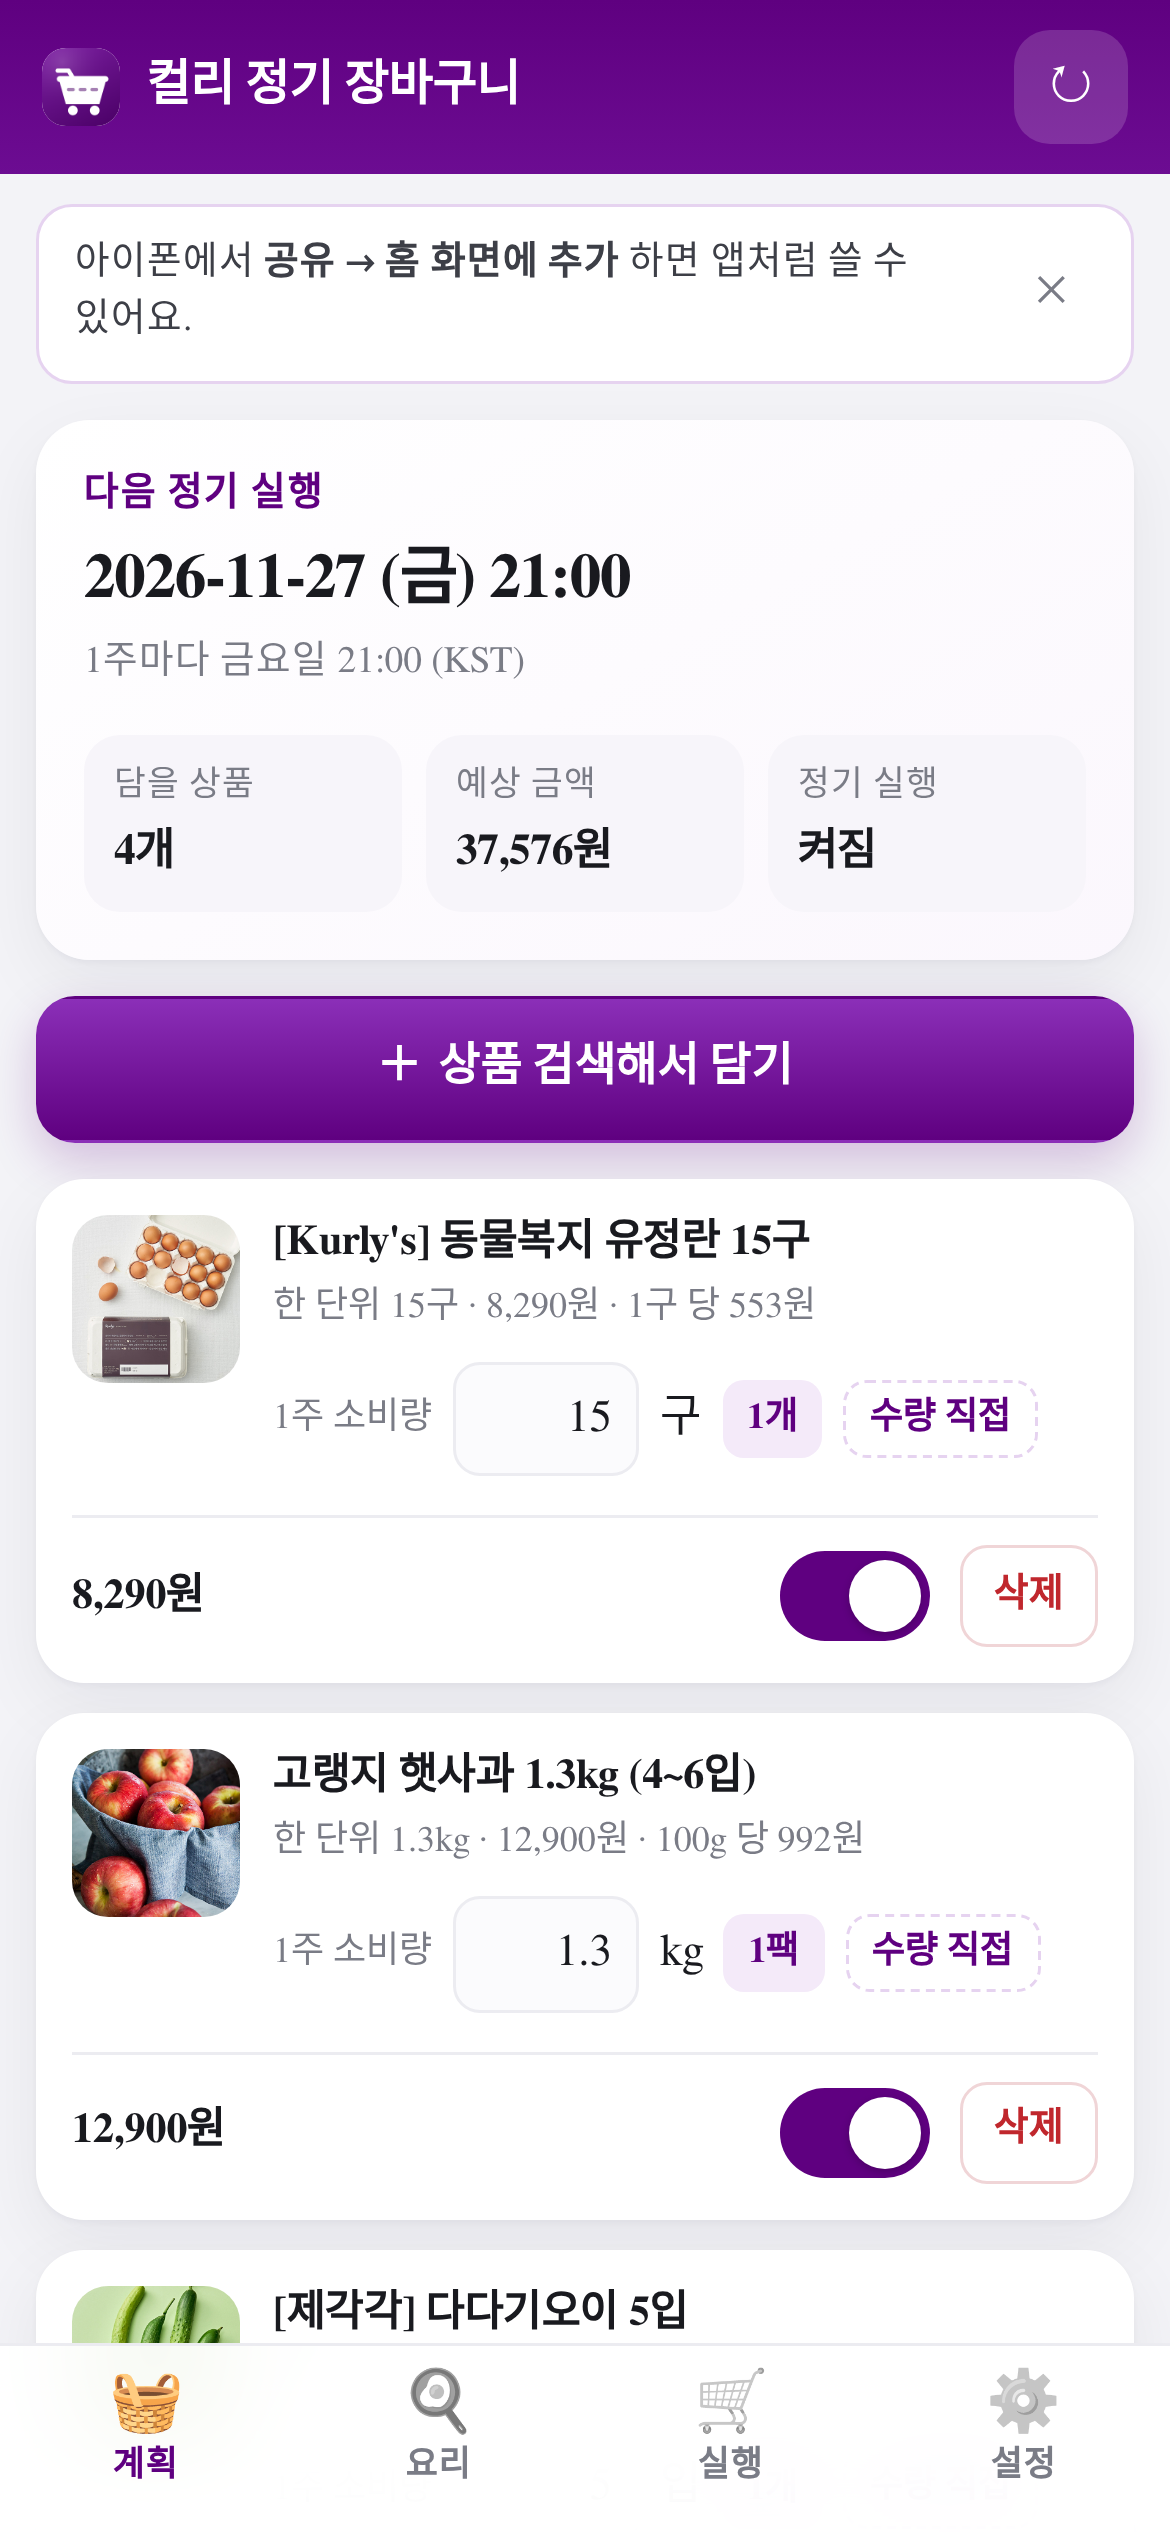 컬리 정기 장바구니
아이폰에서 공유 → 홈 화면에 추가 하면 앱처럼 쓸 수
있어요.
×
다음 정기 실행
2026-11-27 (금) 21:00
1주마다 금요일 21:00 (KST)
담을 상품
4개
예상 금액
37,576원
정기 실행
켜짐
＋ 상품 검색해서 담기
[Kurly's] 동물복지 유정란 15구
한 단위 15구 · 8,290원 · 1구 당 553원
1주 소비량 15 구 1개 수량 직접
8,290원 삭제
고랭지 햇사과 1.3kg (4~6입)
한 단위 1.3kg · 12,900원 · 100g 당 992원
1주 소비량 1.3 kg 1팩 수량 직접
12,900원 삭제
[제각각] 다다기오이 5입
계획 요리 실행 설정